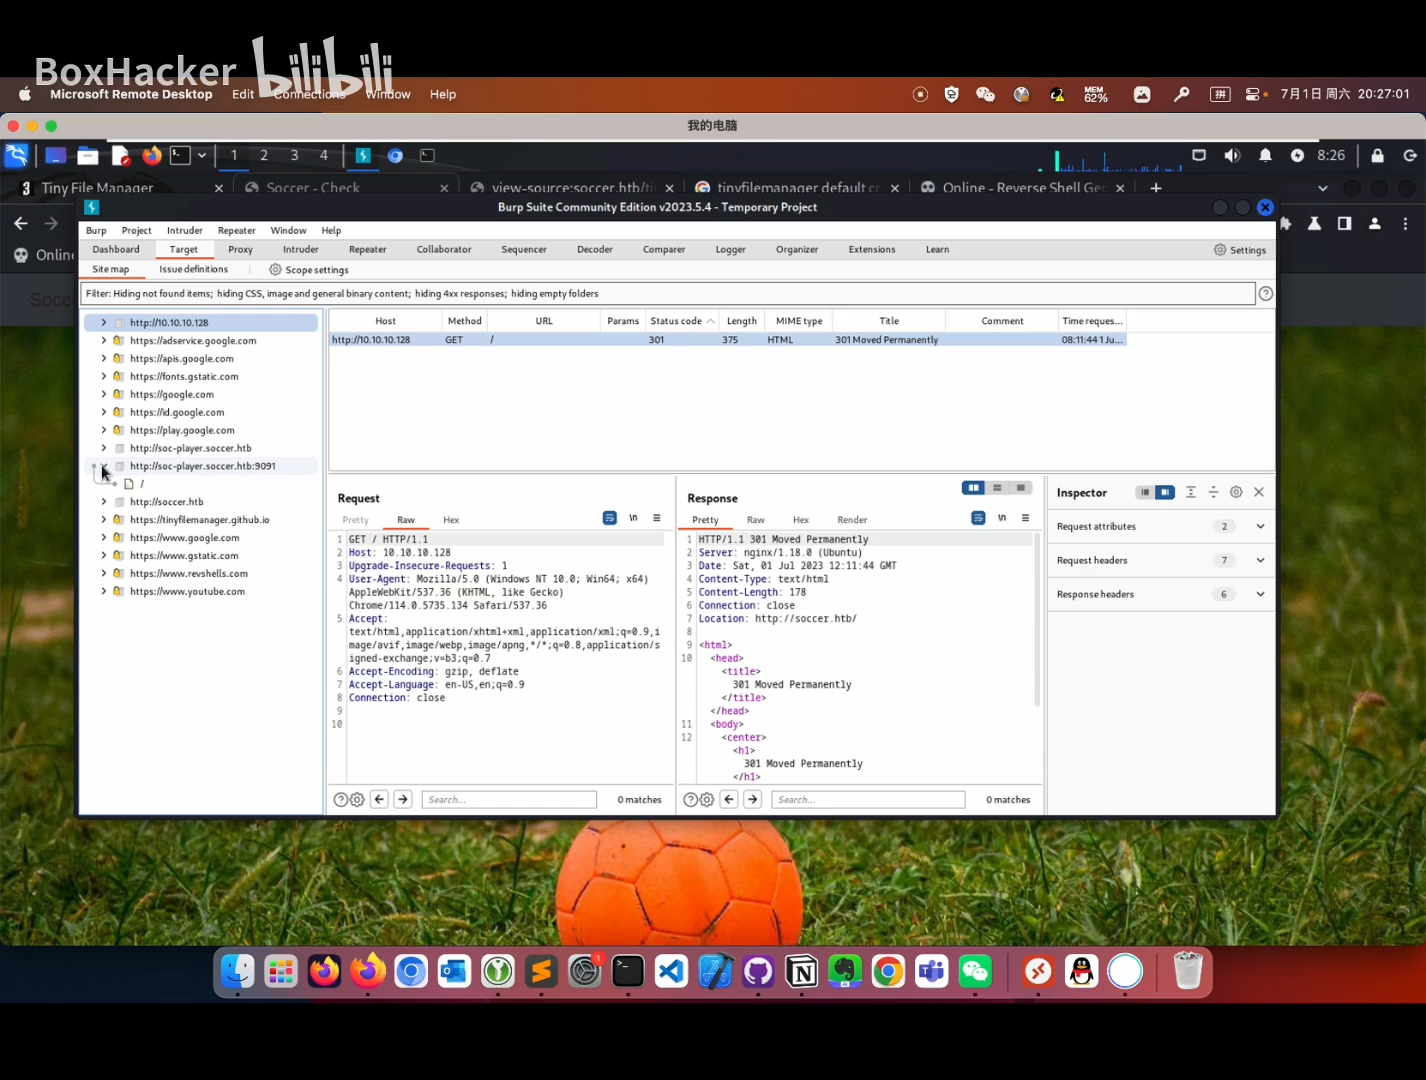 BoxHacker bilibili
Microsoft Remote Desktop Edit Connections Window Help MEM 62% 拼 7月1日 周六 20:27:01
我的电脑
1 2 3 4 8:26
Tiny File Manager Soccer - Check view-source:soccer.htb/ti tinyfilemanager default cr Online - Reverse Shell Ge
Burp Suite Community Edition v2023.5.4 - Temporary Project
Burp Project Intruder Repeater Window Help
Dashboard Target Proxy Intruder Repeater Collaborator Sequencer Decoder Comparer Logger Organizer Extensions Learn Settings
Onlin
Site map Issue definitions Scope settings
Filter: Hiding not found items; hiding CSS, image and general binary content; hiding 4xx responses; hiding empty folders
Socc
Host Method URL Params Status code Length MIME type Title Comment Time reques...
http://10.10.10.128 GET / 301 375 HTML 301 Moved Permanently 08:11:44 1 Ju...
http://10.10.10.128
https://adservice.google.com
https://apis.google.com
https://fonts.gstatic.com
https://google.com
https://id.google.com
https://play.google.com
http://soc-player.soccer.htb
http://soc-player.soccer.htb:9091
/
http://soccer.htb
https://tinyfilemanager.github.io
https://www.google.com
https://www.gstatic.com
https://www.revshells.com
https://www.youtube.com
Request
Pretty Raw Hex \n
1 GET / HTTP/1.1
2 Host: 10.10.10.128
3 Upgrade-Insecure-Requests: 1
4 User-Agent: Mozilla/5.0 (Windows NT 10.0; Win64; x64)
AppleWebKit/537.36 (KHTML, like Gecko)
Chrome/114.0.5735.134 Safari/537.36
5 Accept:
text/html,application/xhtml+xml,application/xml;q=0.9,i
mage/avif,image/webp,image/apng,*/*;q=0.8,application/s
igned-exchange;v=b3;q=0.7
6 Accept-Encoding: gzip, deflate
7 Accept-Language: en-US,en;q=0.9
8 Connection: close
9
10
Search... 0 matches
Response
Pretty Raw Hex Render \n
1 HTTP/1.1 301 Moved Permanently
2 Server: nginx/1.18.0 (Ubuntu)
3 Date: Sat, 01 Jul 2023 12:11:44 GMT
4 Content-Type: text/html
5 Content-Length: 178
6 Connection: close
7 Location: http://soccer.htb/
8
9 <html>
10 <head>
<title>
301 Moved Permanently
</title>
</head>
11 <body>
12 <center>
<h1>
301 Moved Permanently
</h1>
Search... 0 matches
Inspector
Request attributes 2
Request headers 7
Response headers 6
1